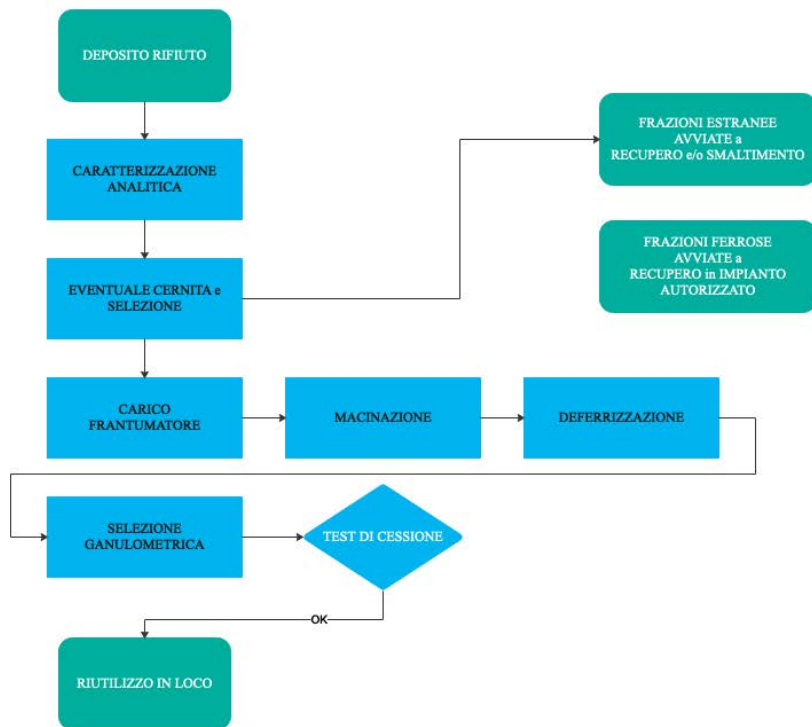 DEPOSITO RIFIUTO
CARATTERIZZAZIONE
ANALITICA
FRAZIONI ESTRANEE
AVVIATE a
RECUPERO e/o SMALTIMENTO
EVENTUALE CERNITA e
SELEZIONE
FRAZIONI FERROSE
AVVIATE a
RECUPERO in IMPIANTO
AUTORIZZATO
CARICO
FRANTUMATORE
MACINAZIONE
DEFERRIZZAZIONE
SELEZIONE
GANULOMETRICA
TEST DI CESSIONE
OK
RIUTILIZZO IN LOCO